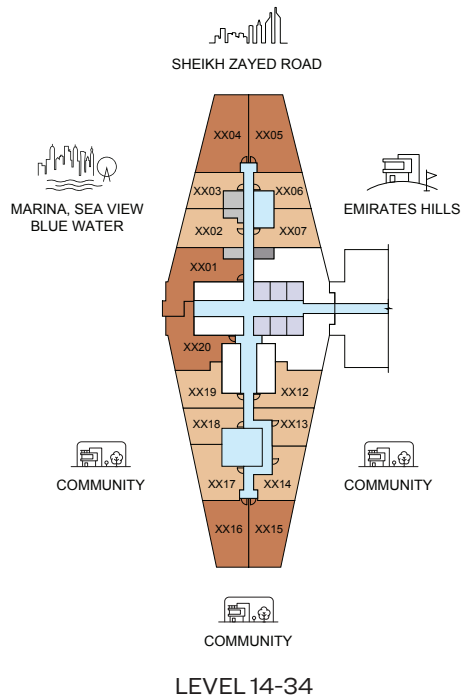 SHEIKH ZAYED ROAD
XX04 XX05
MARINA, SEA VIEW
BLUE WATER
EMIRATES HILLS
XX03 XX06
XX02 XX07
XX01
XX20
XX19 XX12
XX18 XX13
XX17 XX14
XX16 XX15
COMMUNITY
COMMUNITY
COMMUNITY
LEVEL 14-34